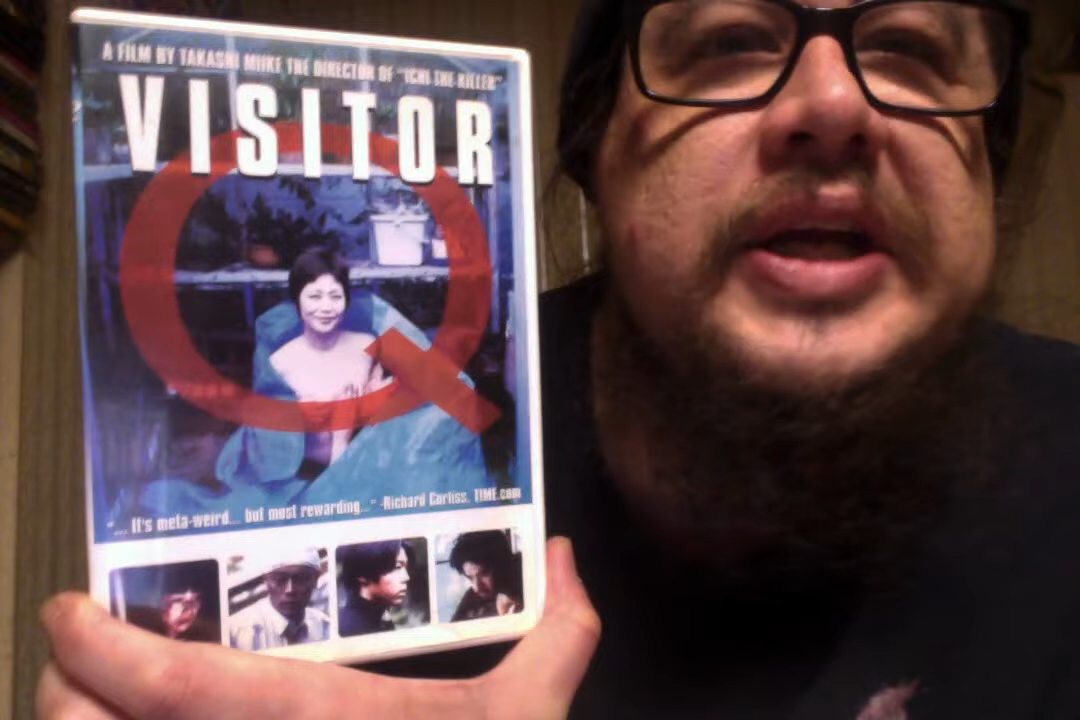 A FILM BY TAKASHI MIIKE THE DIRECTOR OF "ICHI THE KILLER"
VISITOR
Q
"... It's meta-weird... but most rewarding..." -Richard Corliss, TIME.com